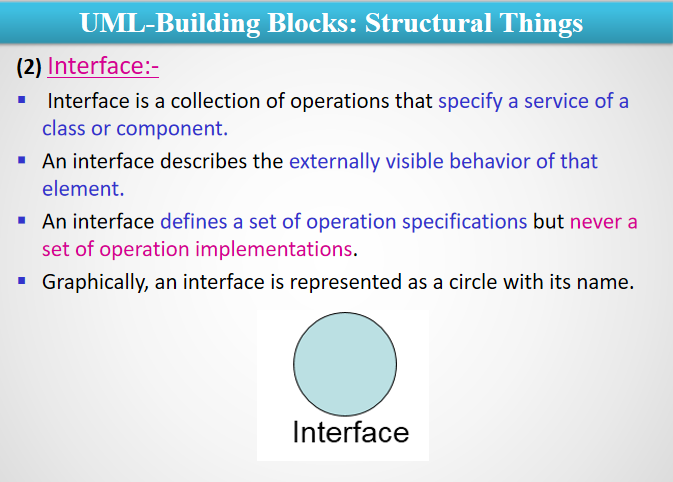 UML-Building Blocks: Structural Things
(2) Interface:-
▪ Interface is a collection of operations that specify a service of a
class or component.
▪ An interface describes the externally visible behavior of that
element.
▪ An interface defines a set of operation specifications but never a
set of operation implementations.
▪ Graphically, an interface is represented as a circle with its name.
Interface